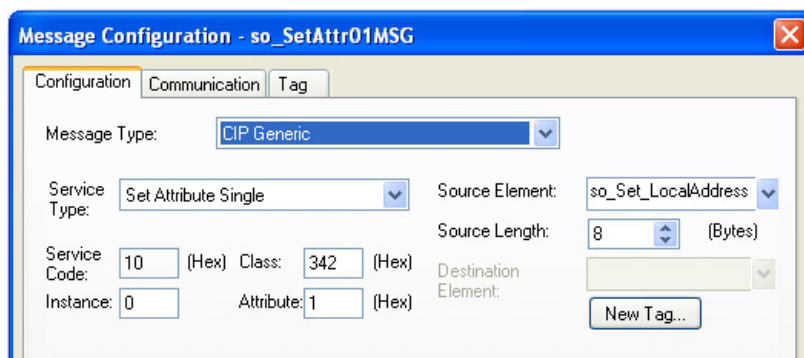 Message Configuration - so_SetAttr01MSG
Configuration Communication Tag
Message Type: CIP Generic
Service Type: Set Attribute Single
Source Element: so_Set_LocalAddress
Source Length: 8 (Bytes)
Service Code: 10 (Hex) Class: 342 (Hex)
Destination Element:
Instance: 0 Attribute: 1 (Hex)
New Tag...